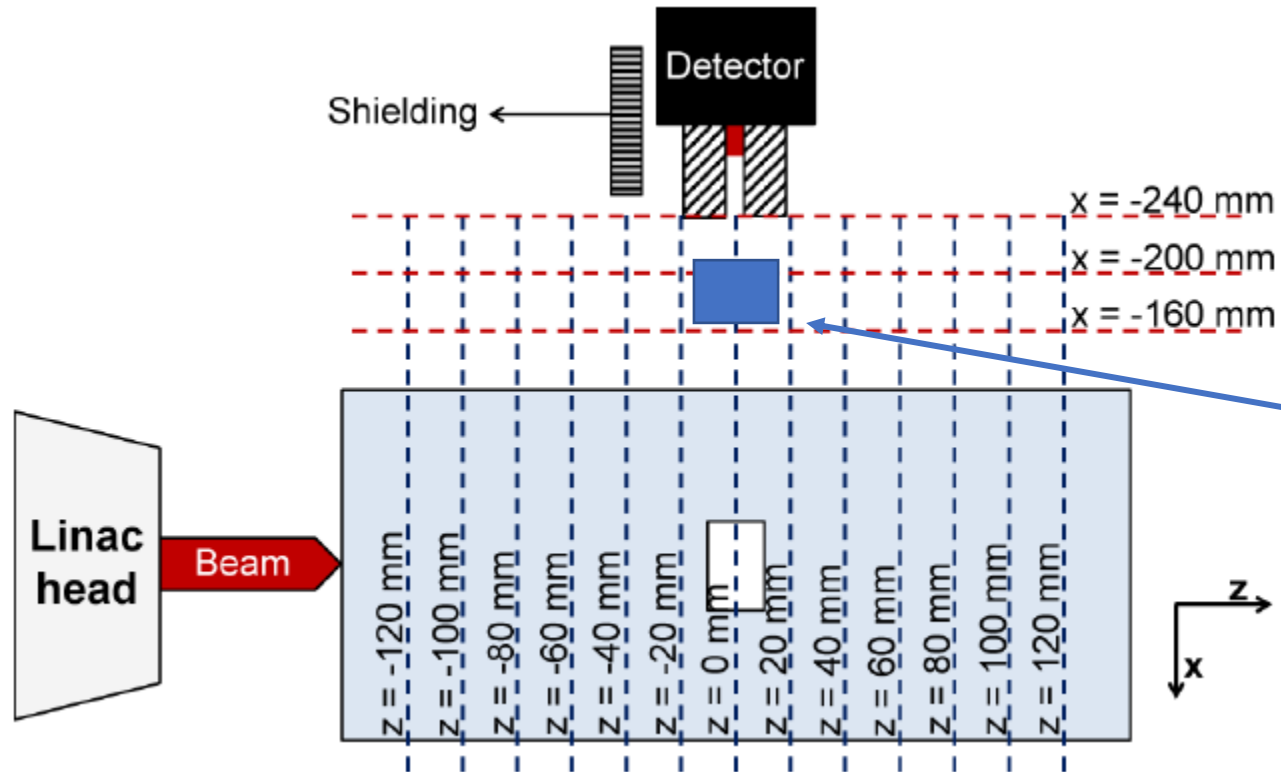 Detector
Shielding
x = -240 mm
x = -200 mm
x = -160 mm
Linac
head
Beam
z = -120 mm
z = -100 mm
z = -80 mm
z = -60 mm
z = -40 mm
z = -20 mm
z = 0 mm
z = 20 mm
z = 40 mm
z = 60 mm
z = 80 mm
z = 100 mm
z = 120 mm
z
x